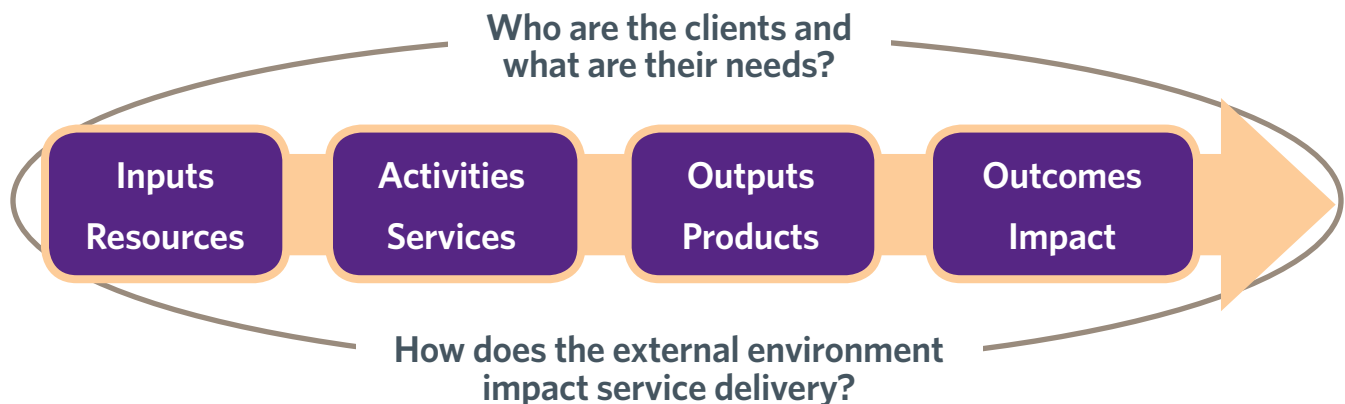 Who are the clients and
what are their needs?
Inputs
Resources
Activities
Services
Outputs
Products
Outcomes
Impact
How does the external environment
impact service delivery?